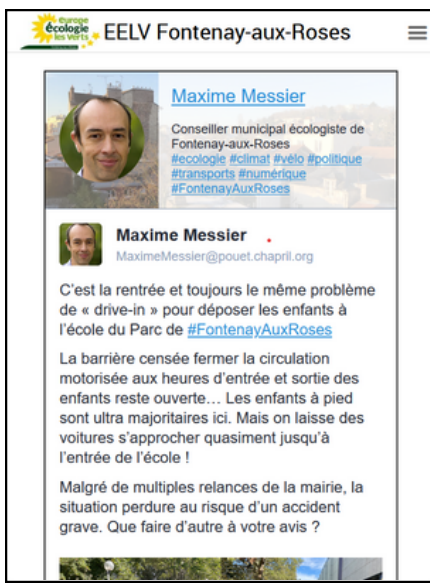 europe
écologie
les verts
EELV Fontenay-aux-Roses
Maxime Messier
Conseiller municipal écologiste de
Fontenay-aux-Roses
#ecologie #climat #vélo #politique
#transports #numérique
#FontenayAuxRoses
Maxime Messier
MaximeMessier@pouet.chapril.org
C’est la rentrée et toujours le même problème
de « drive-in » pour déposer les enfants à
l’école du Parc de #FontenayAuxRoses
La barrière censée fermer la circulation
motorisée aux heures d’entrée et sortie des
enfants reste ouverte… Les enfants à pied
sont ultra majoritaires ici. Mais on laisse des
voitures s’approcher quasiment jusqu’à
l’entrée de l’école !
Malgré de multiples relances de la mairie, la
situation perdure au risque d’un accident
grave. Que faire d’autre à votre avis ?